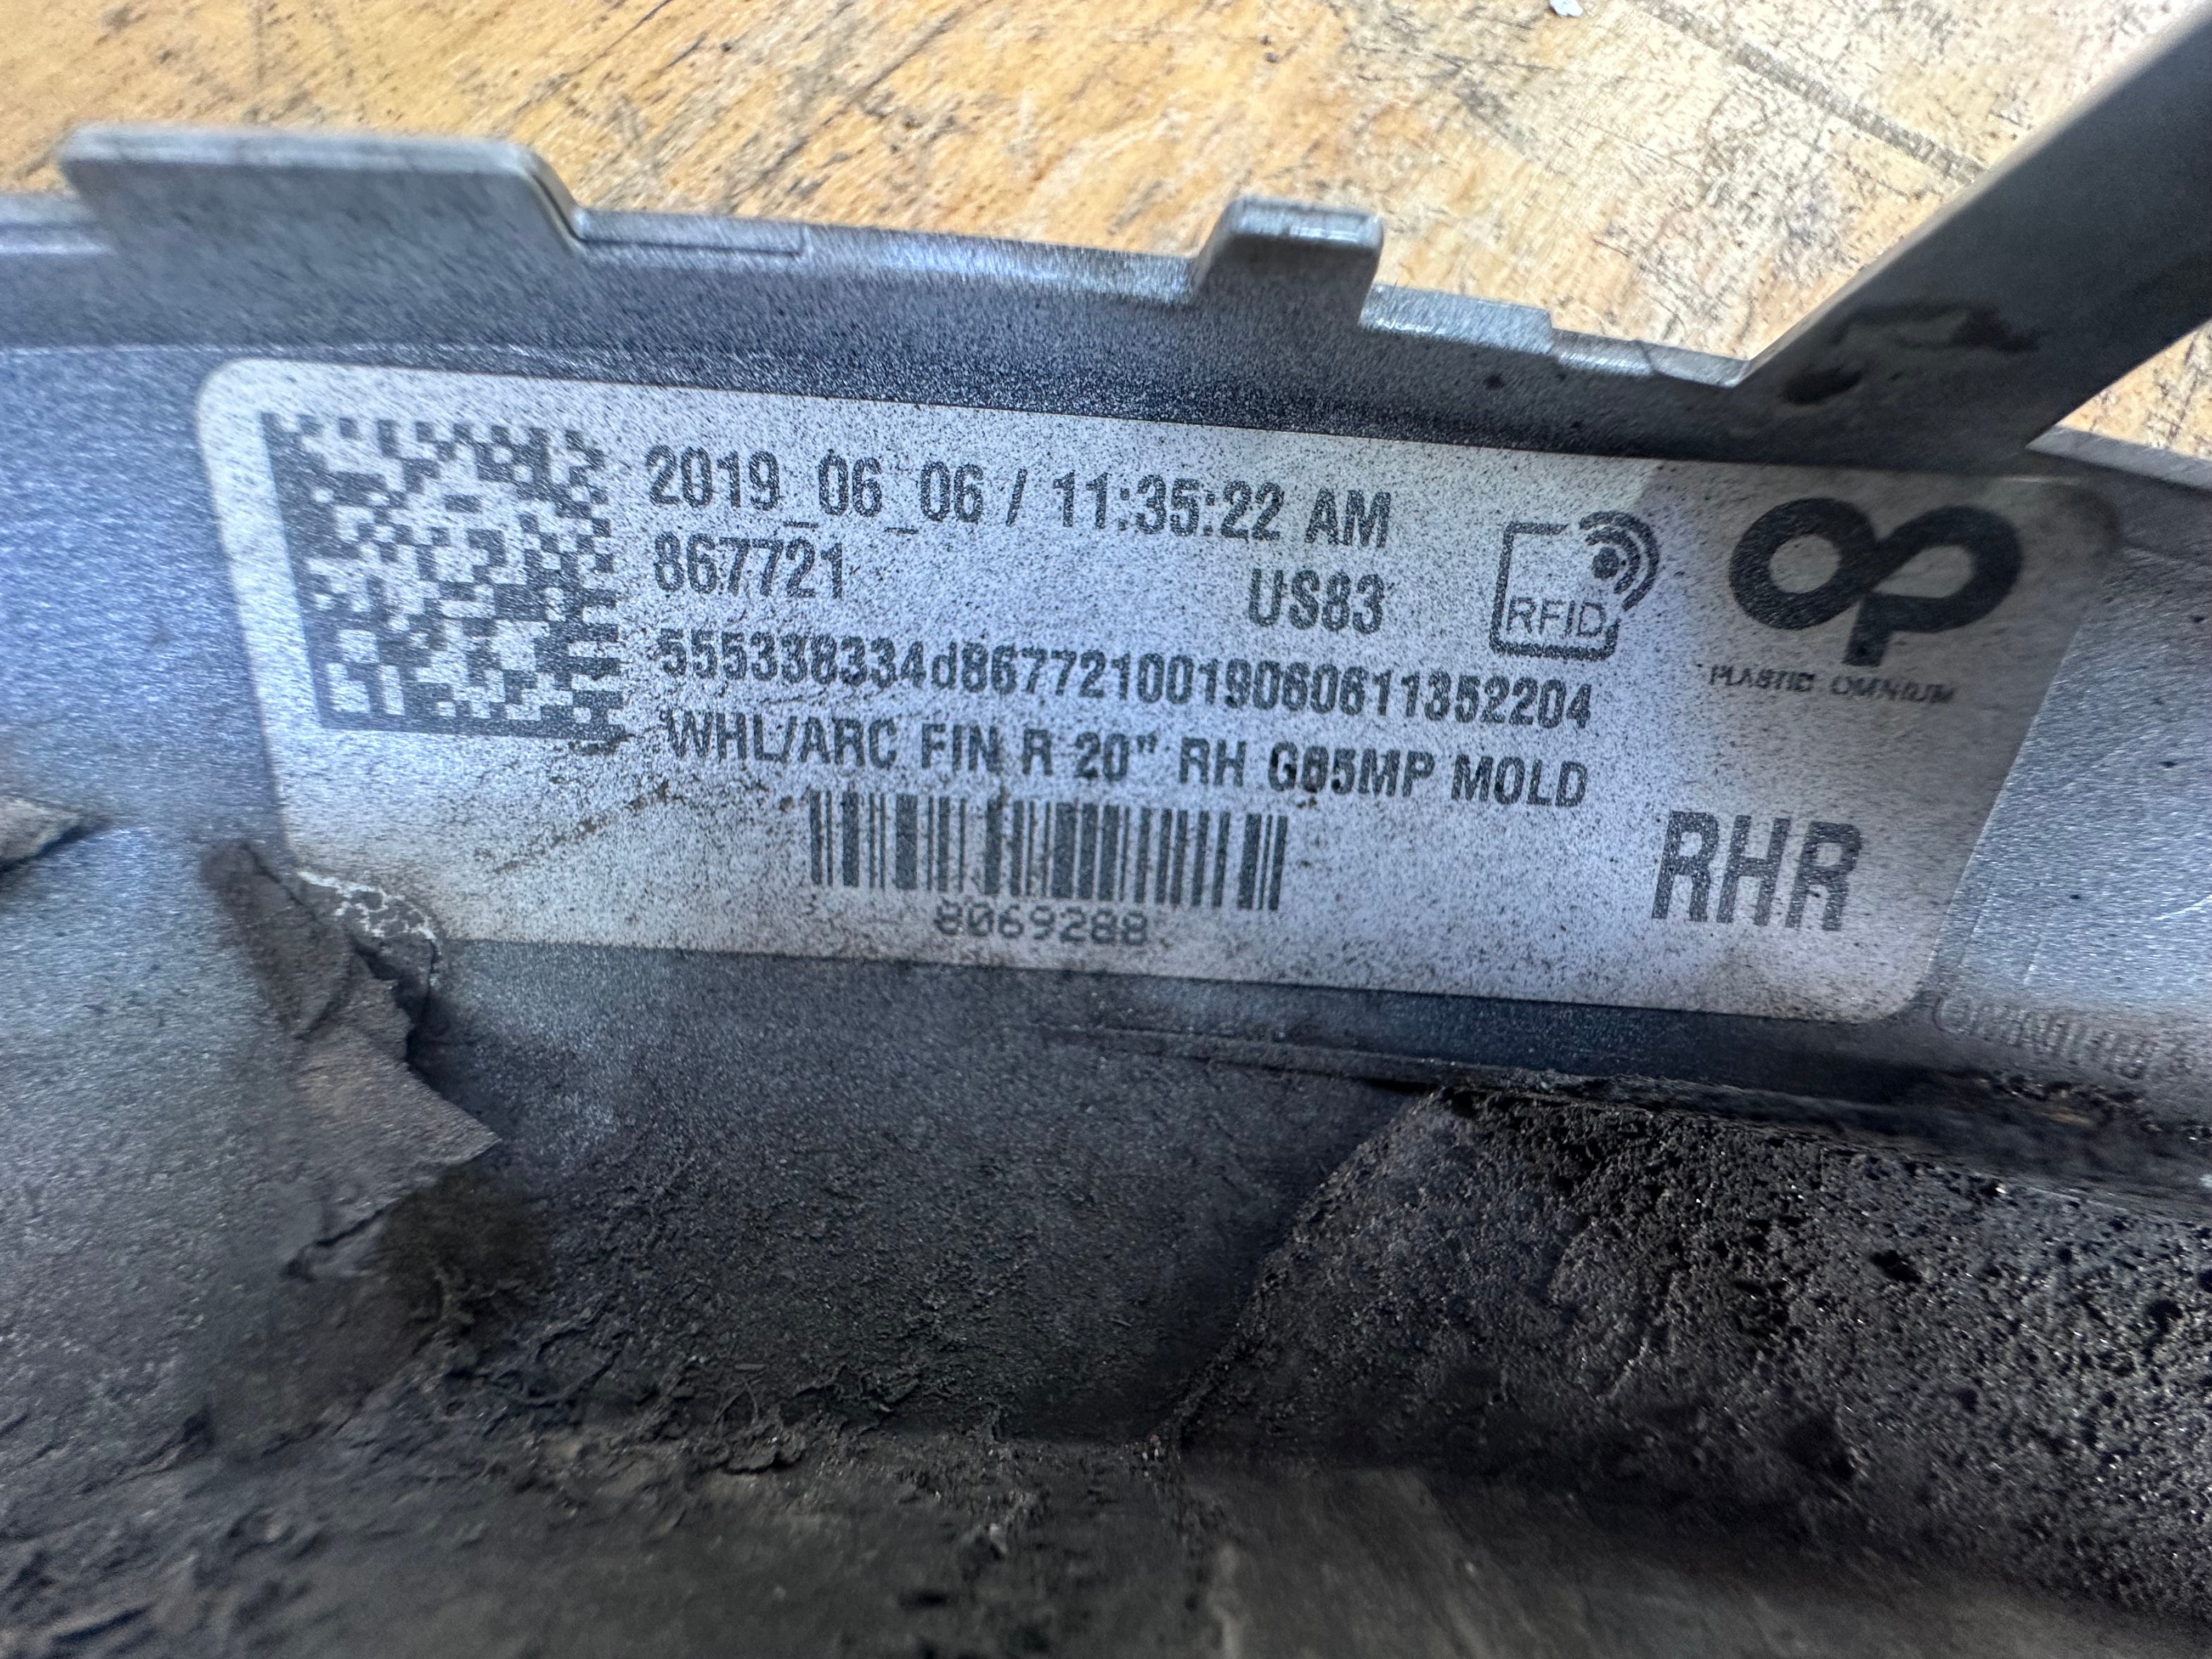 2019_06_06 / 11:35:22 AM
867721 US83
555338334d8677210019060611352204
WHL/ARC FIN R 20" RH G05MP MOLD
8069288
RHR
RFID
PLASTIC OMNIUM